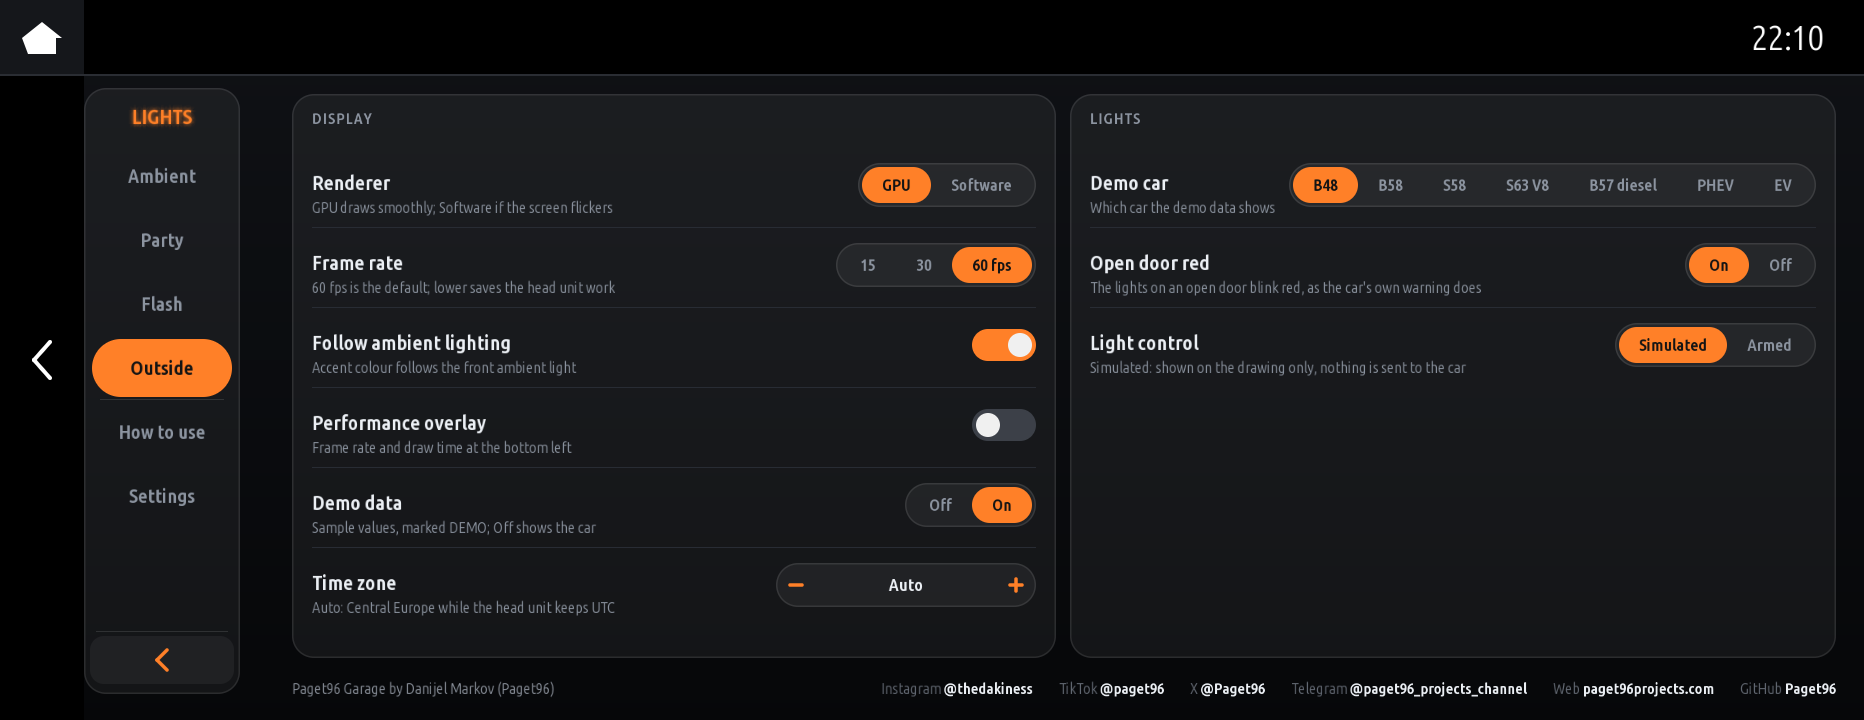 22:10
LIGHTS
Ambient
Party
Flash
Outside
How to use
Settings
DISPLAY
Renderer
GPU draws smoothly; Software if the screen flickers
GPU Software
Frame rate
60 fps is the default; lower saves the head unit work
15 30 60 fps
Follow ambient lighting
Accent colour follows the front ambient light
Performance overlay
Frame rate and draw time at the bottom left
Demo data
Sample values, marked DEMO; Off shows the car
Off On
Time zone
Auto: Central Europe while the head unit keeps UTC
− Auto +
LIGHTS
Demo car
Which car the demo data shows
B48 B58 S58 S63 V8 B57 diesel PHEV EV
Open door red
The lights on an open door blink red, as the car's own warning does
On Off
Light control
Simulated: shown on the drawing only, nothing is sent to the car
Simulated Armed
Paget96 Garage by Danijel Markov (Paget96)
Instagram @thedakiness TikTok @paget96 X @Paget96 Telegram @paget96_projects_channel Web paget96projects.com GitHub Paget96